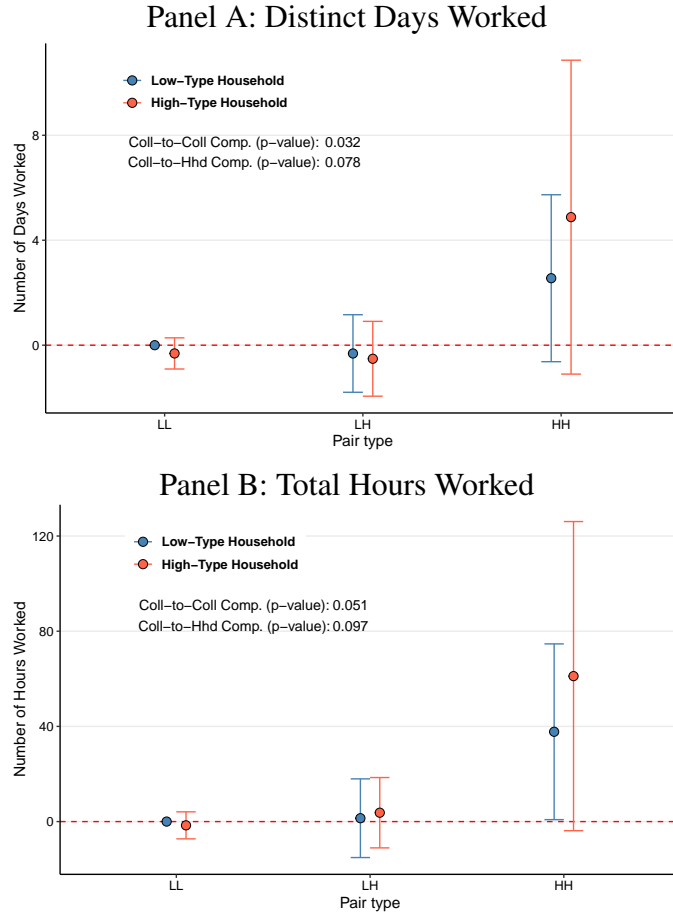 Panel A: Distinct Days Worked
Low−Type Household
High−Type Household
Coll−to−Coll Comp. (p−value): 0.032
Coll−to−Hhd Comp. (p−value): 0.078
Number of Days Worked
8
4
0
LL
LH
HH
Pair type
Panel B: Total Hours Worked
Low−Type Household
High−Type Household
Coll−to−Coll Comp. (p−value): 0.051
Coll−to−Hhd Comp. (p−value): 0.097
Number of Hours Worked
120
80
40
0
LL
LH
HH
Pair type